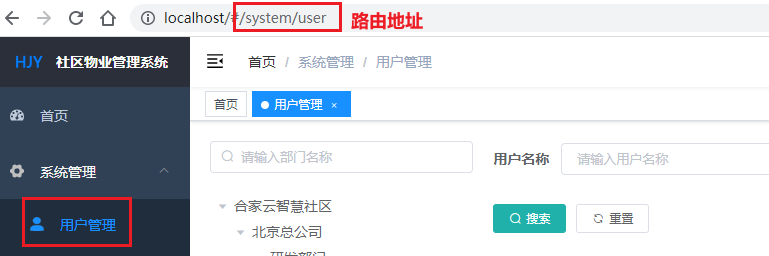 localhost/#/system/user 路由地址
HJY 社区物业管理系统
首页 / 系统管理 / 用户管理
首页
系统管理
用户管理
首页 用户管理 ×
请输入部门名称
合家云智慧社区
北京总公司
研发部门
用户名称 请输入用户名称
搜索 重置